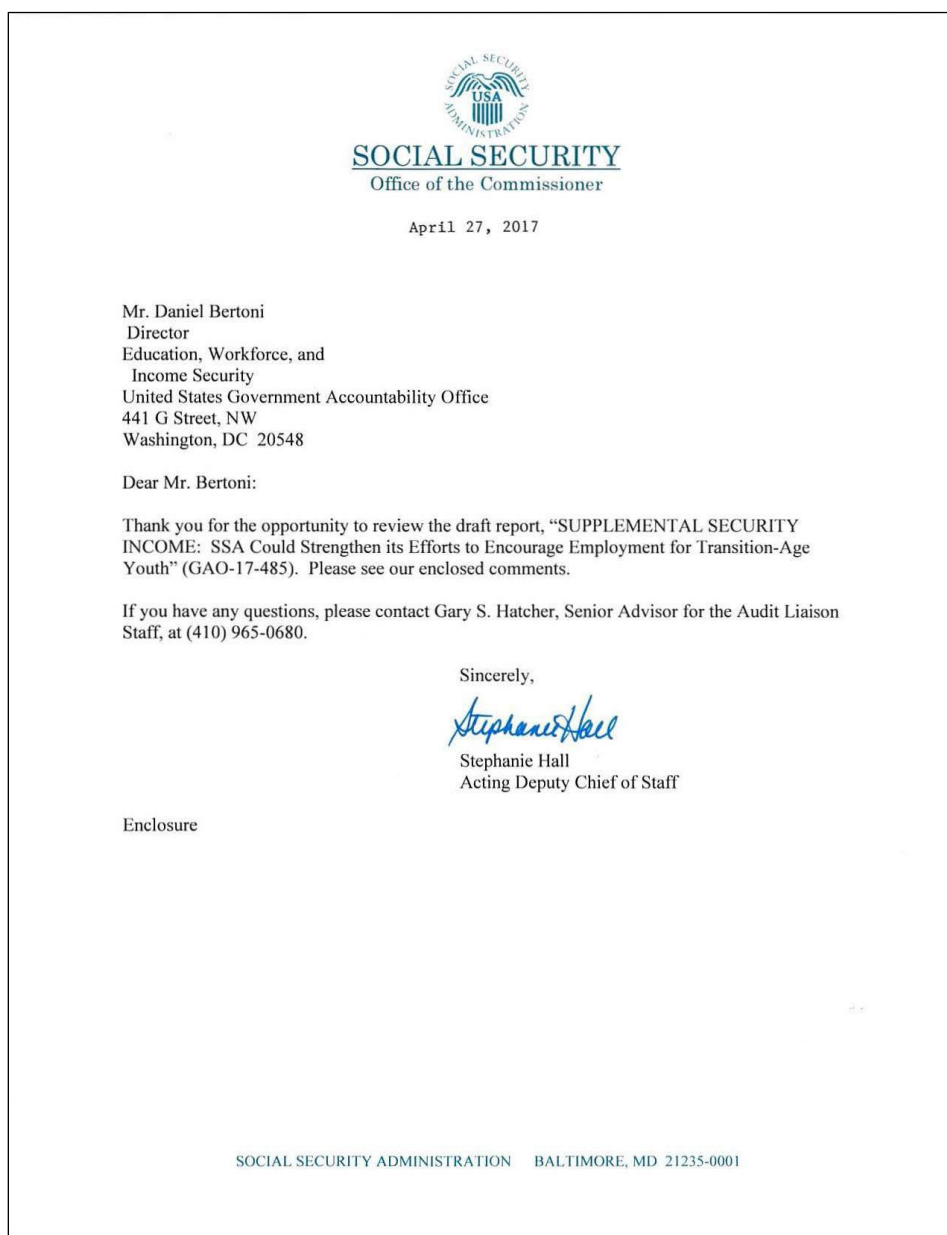 SOCIAL SECURITY ADMINISTRATION
USA
SOCIAL SECURITY
Office of the Commissioner
April 27, 2017
Mr. Daniel Bertoni
Director
Education, Workforce, and
Income Security
United States Government Accountability Office
441 G Street, NW
Washington, DC 20548
Dear Mr. Bertoni:
Thank you for the opportunity to review the draft report, “SUPPLEMENTAL SECURITY
INCOME: SSA Could Strengthen its Efforts to Encourage Employment for Transition-Age
Youth” (GAO-17-485). Please see our enclosed comments.
If you have any questions, please contact Gary S. Hatcher, Senior Advisor for the Audit Liaison
Staff, at (410) 965-0680.
Sincerely,
Stephanie Hall
Stephanie Hall
Acting Deputy Chief of Staff
Enclosure
SOCIAL SECURITY ADMINISTRATION BALTIMORE, MD 21235-0001